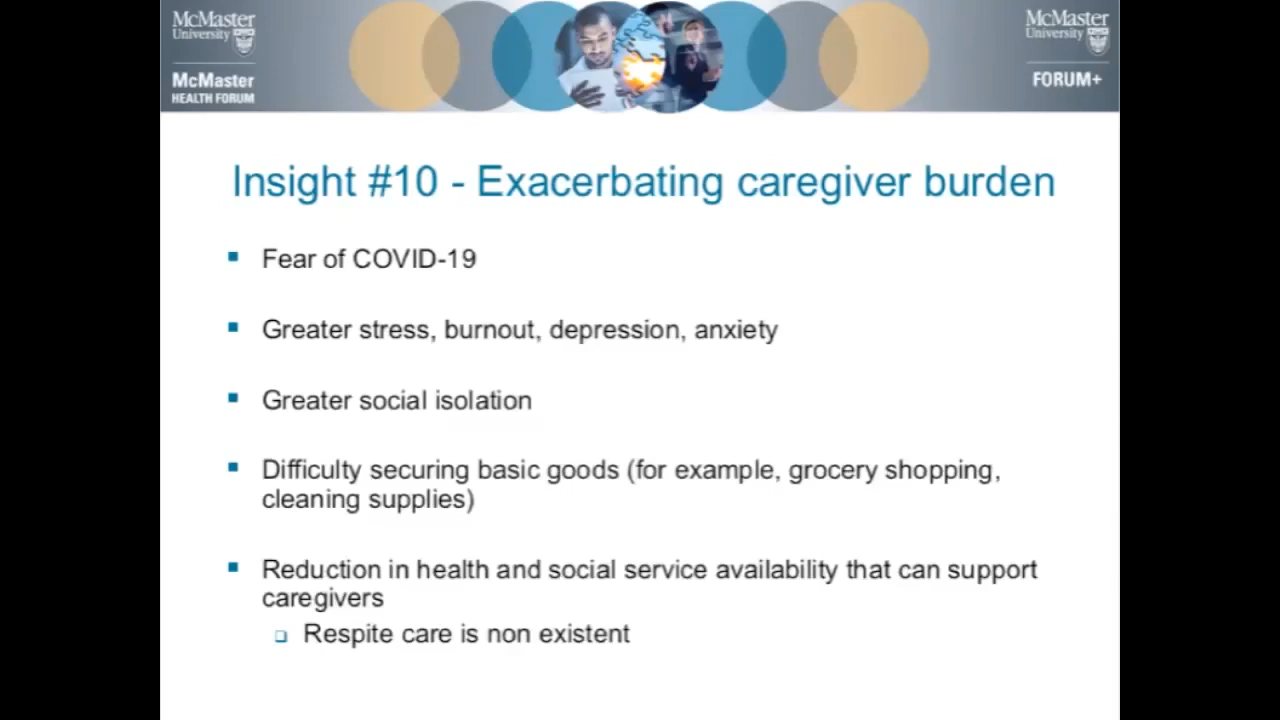 McMaster
University
McMaster
HEALTH FORUM
McMaster
University
FORUM+
Insight #10 - Exacerbating caregiver burden
Fear of COVID-19
Greater stress, burnout, depression, anxiety
Greater social isolation
Difficulty securing basic goods (for example, grocery shopping,
cleaning supplies)
Reduction in health and social service availability that can support
caregivers
Respite care is non existent